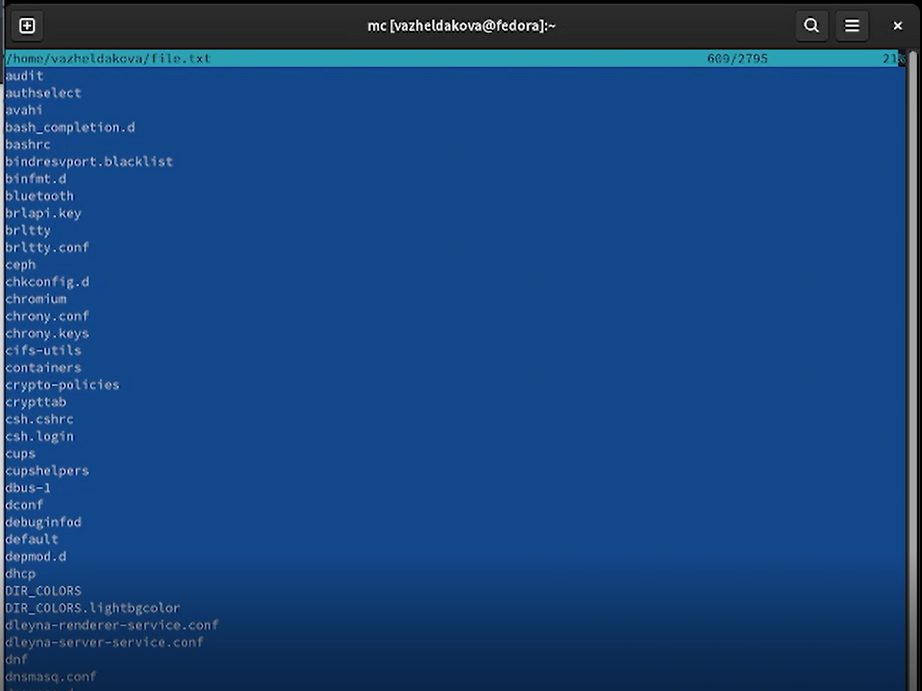 mc [vazheldakova@fedora]:~
/home/vazheldakova/file.txt 609/2795 21%
audit
authselect
avahi
bash_completion.d
bashrc
bindresvport.blacklist
binfmt.d
bluetooth
brlapi.key
brltty
brltty.conf
ceph
chkconfig.d
chromium
chrony.conf
chrony.keys
cifs-utils
containers
crypto-policies
crypttab
csh.cshrc
csh.login
cups
cupshelpers
dbus-1
dconf
debuginfod
default
depmod.d
dhcp
DIR_COLORS
DIR_COLORS.lightbgcolor
dleyna-renderer-service.conf
dleyna-server-service.conf
dnf
dnsmasq.conf